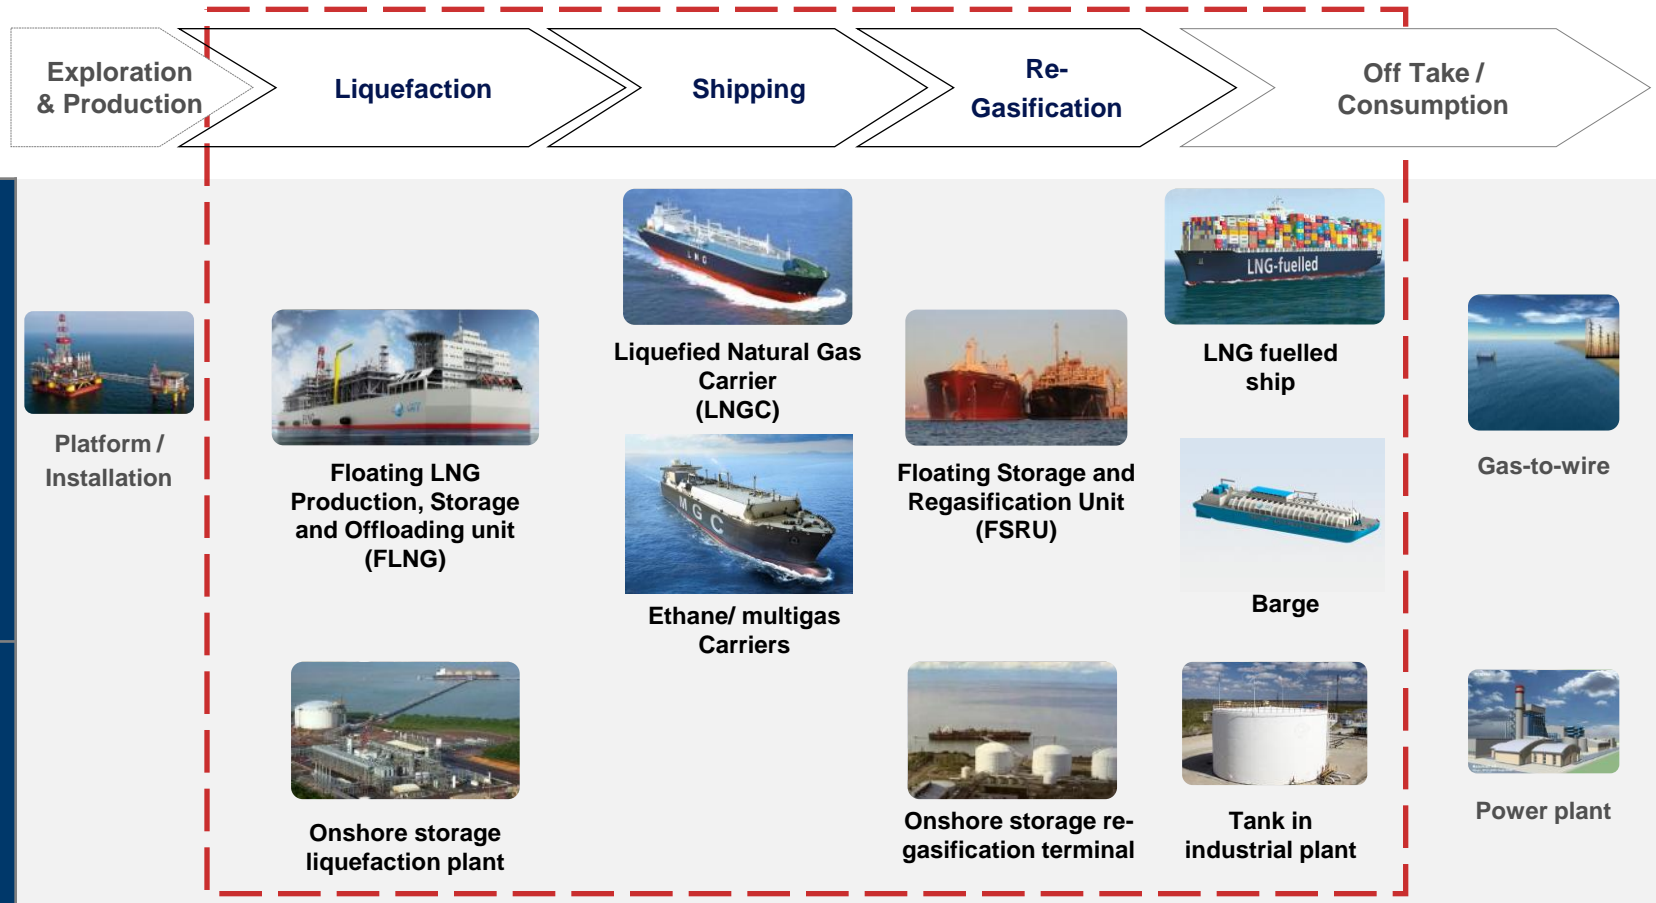 Exploration
& Production
Liquefaction
Shipping
Re-
Gasification
Off Take /
Consumption
LNG
LNG-fuelled
Liquefied Natural Gas
Carrier
(LNGC)
LNG fuelled
ship
Platform /
Installation
FLNG
Floating LNG
Production, Storage
and Offloading unit
(FLNG)
MGC
Floating Storage and
Regasification Unit
(FSRU)
Gas-to-wire
Ethane/ multigas
Carriers
Barge
Onshore storage
liquefaction plant
Onshore storage re-
gasification terminal
Tank in
industrial plant
Power plant